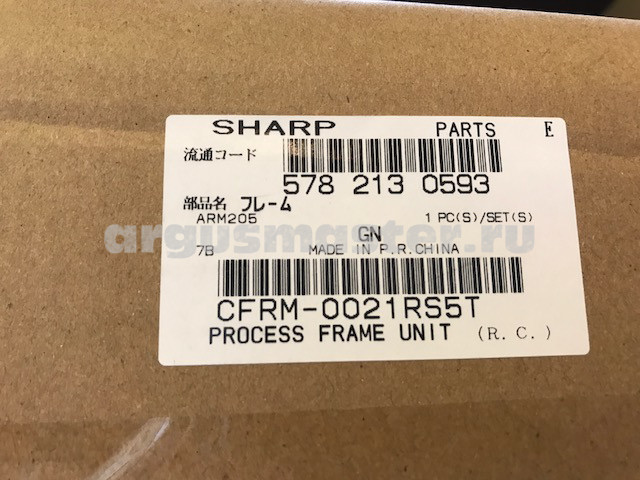 SHARP PARTS E
流通コード
578 213 0593
部品名 フレーム
ARM205 1 PC(S)/SET(S)
GN
argusmaster.ru
7B MADE IN P.R.CHINA
CFRM-0021RS5T
PROCESS FRAME UNIT (R.C.)